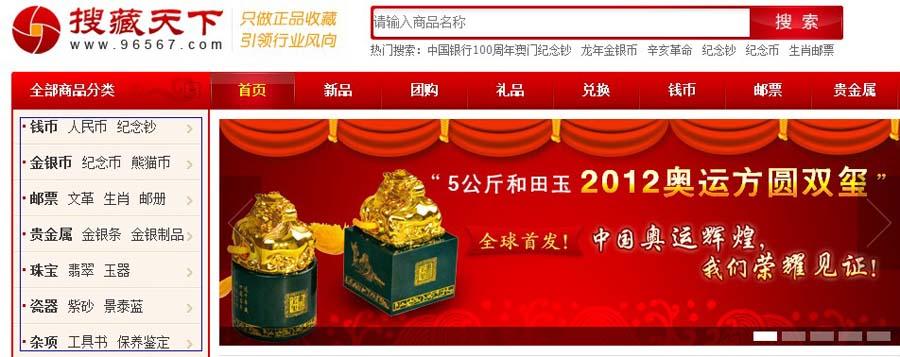 搜藏天下
www.96567.com
只做正品收藏
引领行业风向
请输入商品名称
搜 索
热门搜索: 中国银行100周年澳门纪念钞 龙年金银币 辛亥革命 纪念钞 纪念币 生肖邮票
全部商品分类
首页 新品 团购 礼品 兑换 钱币 邮票 贵金属
钱币 人民币 纪念钞
金银币 纪念币 熊猫币
邮票 文革 生肖 邮册
贵金属 金银条 金银制品
珠宝 翡翠 玉器
瓷器 紫砂 景泰蓝
杂项 工具书 保养鉴定
“5公斤和田玉 2012奥运方圆双玺”
全球首发!
中国奥运辉煌,
我们荣耀见证!